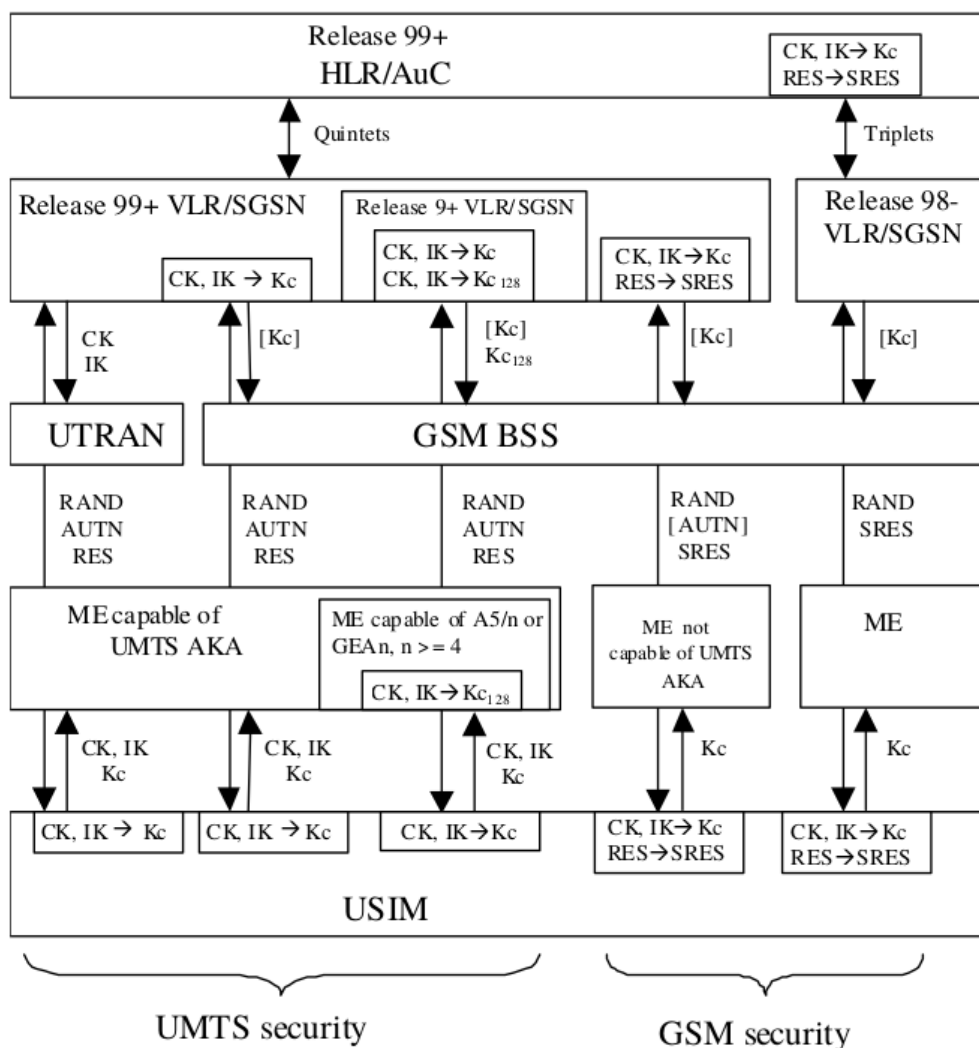 Release 99+
HLR/AuC
CK, IK→Kc
RES→SRES
Quintets
Triplets
Release 99+ VLR/SGSN
CK, IK → Kc
Release 9+ VLR/SGSN
CK, IK→Kc
CK, IK→Kc128
CK, IK→Kc
RES→SRES
Release 98-
VLR/SGSN
CK
IK
[Kc]
[Kc]
Kc128
[Kc]
[Kc]
UTRAN
GSM BSS
RAND
AUTN
RES
RAND
AUTN
RES
RAND
AUTN
RES
RAND
[AUTN]
SRES
RAND
SRES
ME capable of
UMTS AKA
ME capable of A5/n or
GEAn, n >= 4
CK, IK→Kc128
ME not
capable of UMTS
AKA
ME
CK, IK
Kc
CK, IK
Kc
CK, IK
Kc
Kc
Kc
CK, IK → Kc
CK, IK → Kc
CK, IK→Kc
CK, IK→Kc
RES→SRES
CK, IK→Kc
RES→SRES
USIM
UMTS security
GSM security